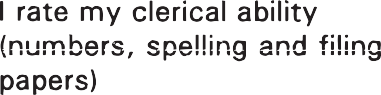 I rate my clerical ability
(numbers, spelling and filing
papers)